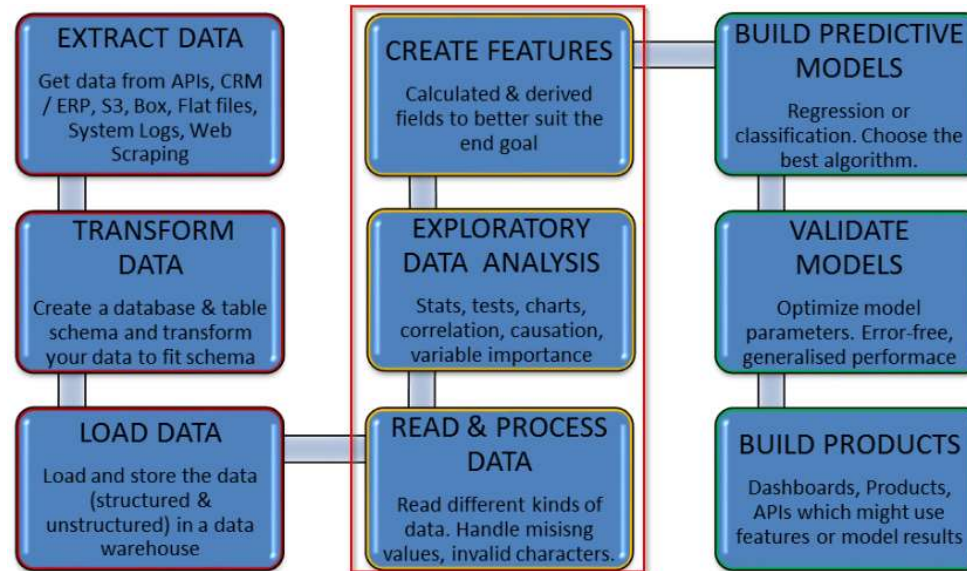 EXTRACT DATA
Get data from APIs, CRM
/ ERP, S3, Box, Flat files,
System Logs, Web
Scraping
TRANSFORM
DATA
Create a database & table
schema and transform
your data to fit schema
LOAD DATA
Load and store the data
(structured &
unstructured) in a data
warehouse
CREATE FEATURES
Calculated & derived
fields to better suit the
end goal
EXPLORATORY
DATA ANALYSIS
Stats, tests, charts,
correlation, causation,
variable importance
READ & PROCESS
DATA
Read different kinds of
data. Handle misisng
values, invalid characters.
BUILD PREDICTIVE
MODELS
Regression or
classification. Choose the
best algorithm.
VALIDATE
MODELS
Optimize model
parameters. Error-free,
generalised performace
BUILD PRODUCTS
Dashboards, Products,
APIs which might use
features or model results